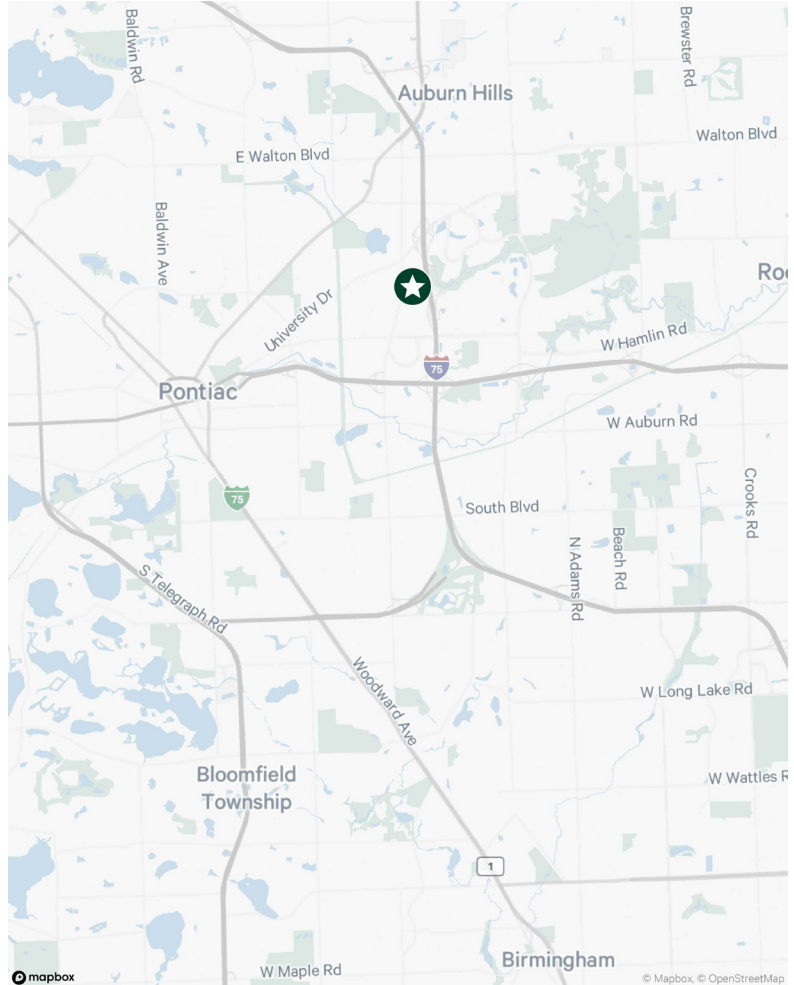 Baldwin Rd
Brewster Rd
Auburn Hills
Walton Blvd
E Walton Blvd
Baldwin Ave
Roc
University Dr
W Hamlin Rd
75
Pontiac
W Auburn Rd
75
South Blvd
Crooks Rd
N Adams Rd
Beach Rd
S Telegraph Rd
W Long Lake Rd
Woodward Ave
Bloomfield
Township
W Wattles R
1
Birmingham
W Maple Rd
mapbox
© Mapbox, © OpenStreetMap